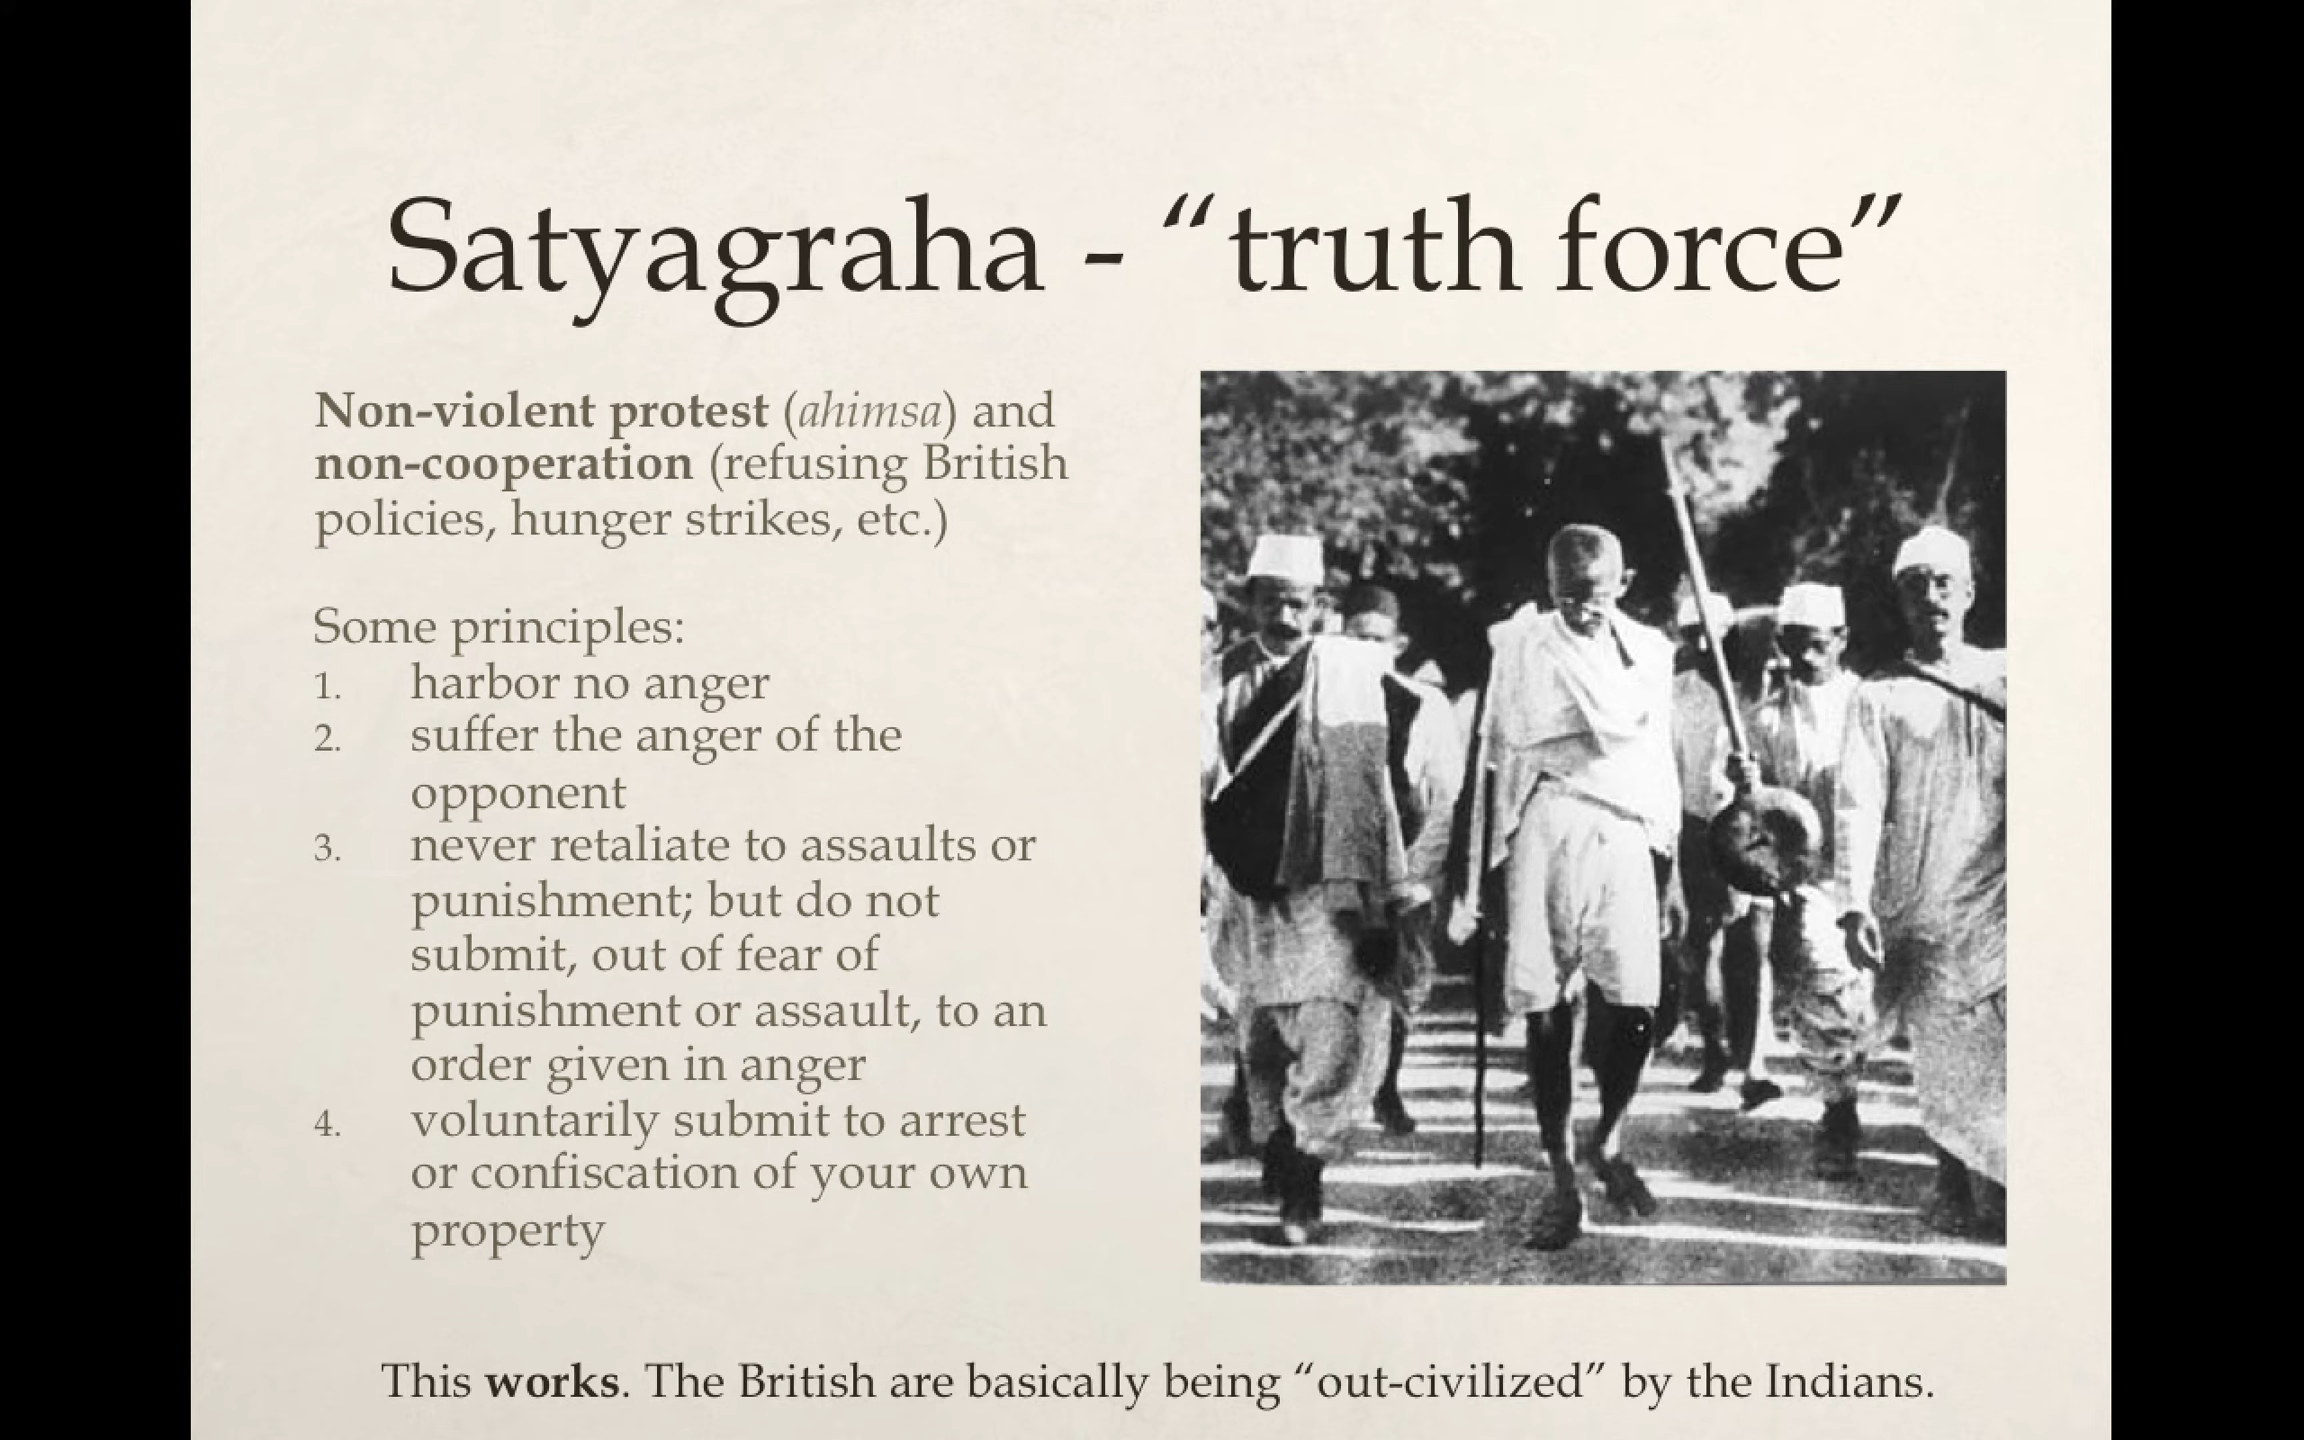 Satyagraha - “truth force”
Non-violent protest (ahimsa) and
non-cooperation (refusing British
policies, hunger strikes, etc.)
Some principles:
1. harbor no anger
2. suffer the anger of the
opponent
3. never retaliate to assaults or
punishment; but do not
submit, out of fear of
punishment or assault, to an
order given in anger
4. voluntarily submit to arrest
or confiscation of your own
property
This works. The British are basically being “out-civilized” by the Indians.